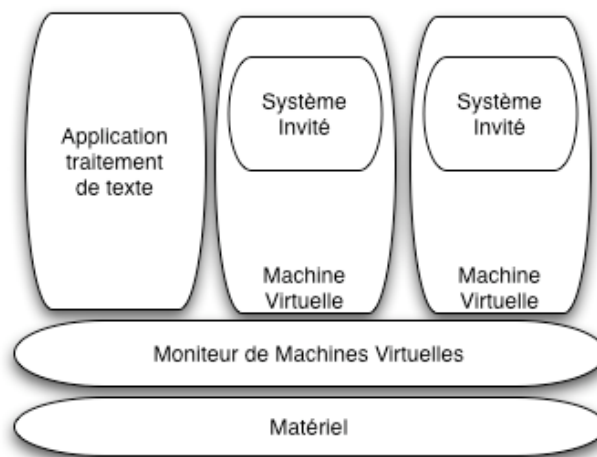 Application
traitement
de texte
Système
Invité
Machine
Virtuelle
Système
Invité
Machine
Virtuelle
Moniteur de Machines Virtuelles
Matériel